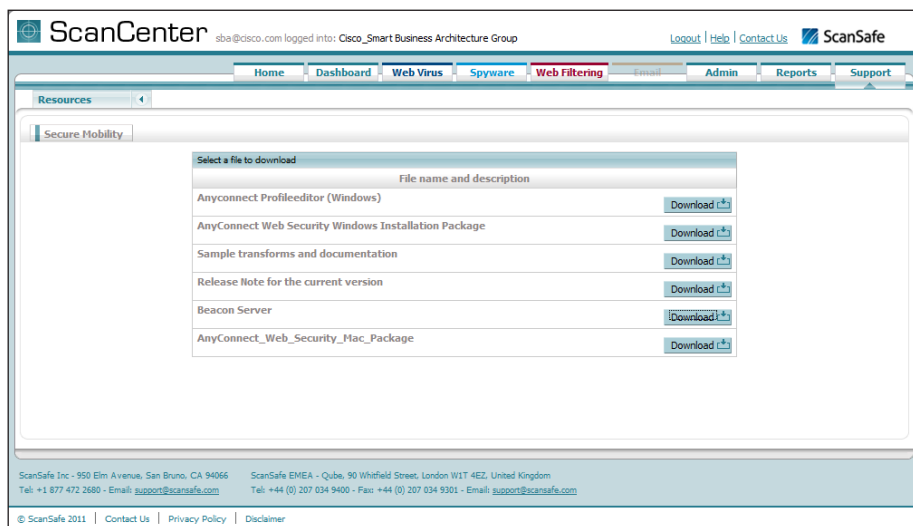 ScanCenter sba@cisco.com logged into: Cisco_Smart Business Architecture Group
Logout | Help | Contact Us ScanSafe
Home Dashboard Web Virus Spyware Web Filtering Email Admin Reports Support
Resources
Secure Mobility
Select a file to download
File name and description
Anyconnect Profileeditor (Windows) Download
AnyConnect Web Security Windows Installation Package Download
Sample transforms and documentation Download
Release Note for the current version Download
Beacon Server Download
AnyConnect_Web_Security_Mac_Package Download
ScanSafe Inc - 950 Elm Avenue, San Bruno, CA 94066 ScanSafe EMEA - Qube, 90 Whitfield Street, London W1T 4EZ, United Kingdom
Tel: +1 877 472 2680 - Email: support@scansafe.com Tel: +44 (0) 207 034 9400 - Fax: +44 (0) 207 034 9301 - Email: support@scansafe.com
© ScanSafe 2011 | Contact Us | Privacy Policy | Disclaimer